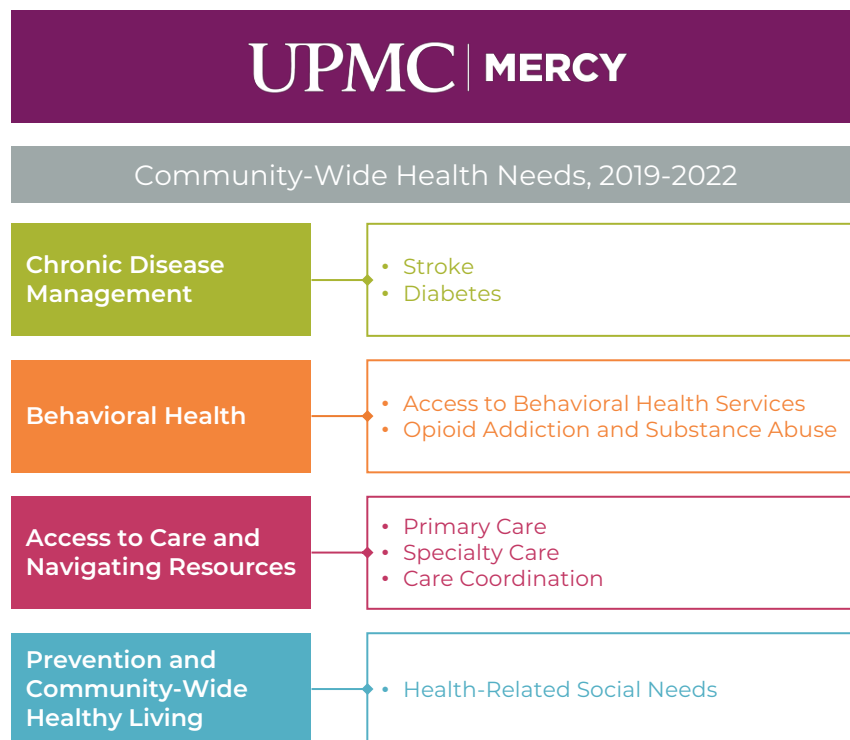 UPMC | MERCY
Community-Wide Health Needs, 2019-2022
Chronic Disease
Management
• Stroke
• Diabetes
Behavioral Health
• Access to Behavioral Health Services
• Opioid Addiction and Substance Abuse
Access to Care and
Navigating Resources
• Primary Care
• Specialty Care
• Care Coordination
Prevention and
Community-Wide
Healthy Living
• Health-Related Social Needs